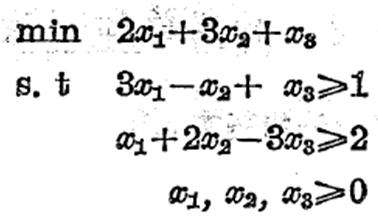 min 2x₁+3x₂+x₃
s. t 3x₁−x₂+ x₃⩾1
x₁+2x₂−3x₃⩾2
x₁, x₂, x₃⩾0